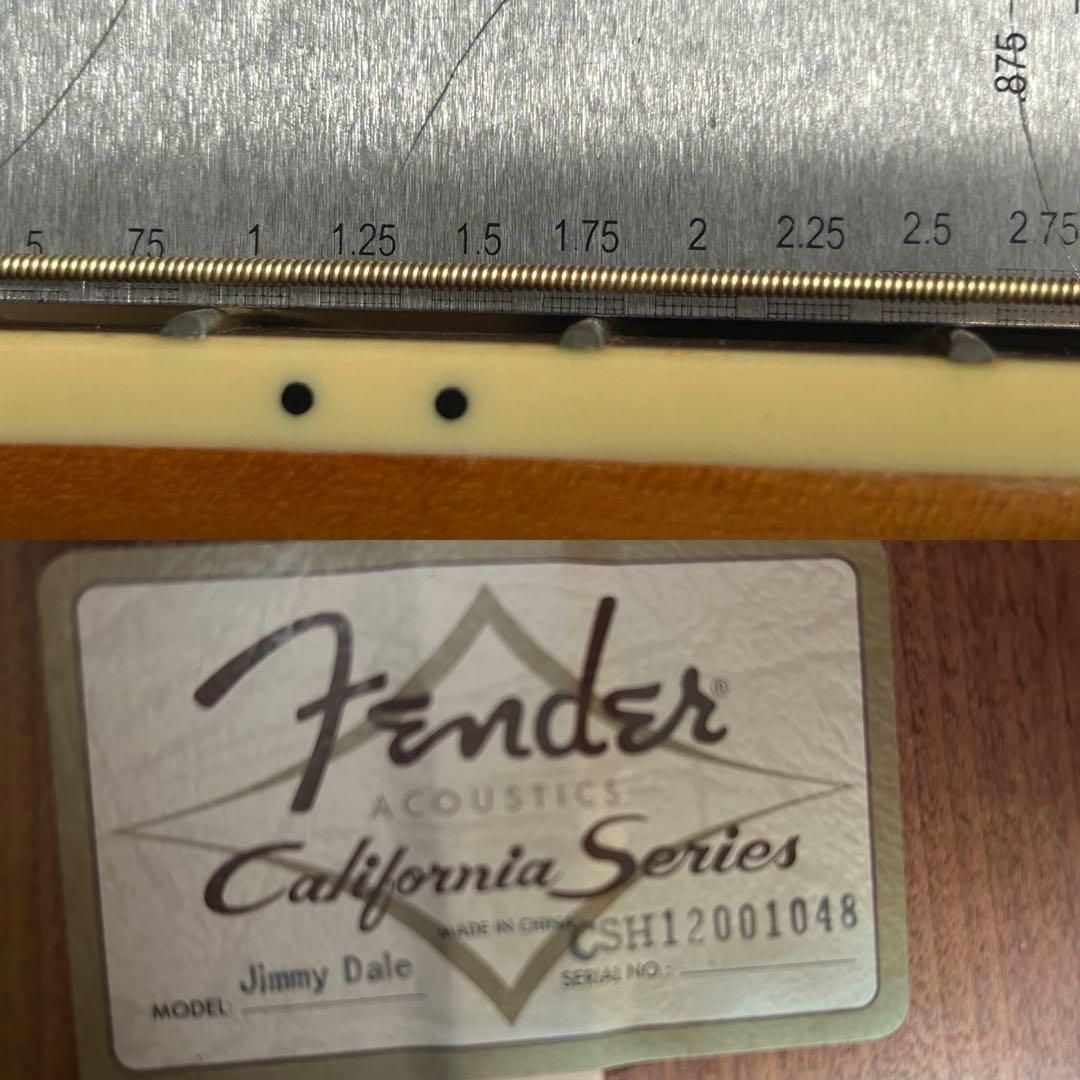 .875
5 75 1 1.25 1.5 1.75 2 2.25 2.5 2 75
Fender®
ACOUSTICS
California Series
MADE IN CHINA CSH12001048
MODEL: Jimmy Dale SERIAL NO.: